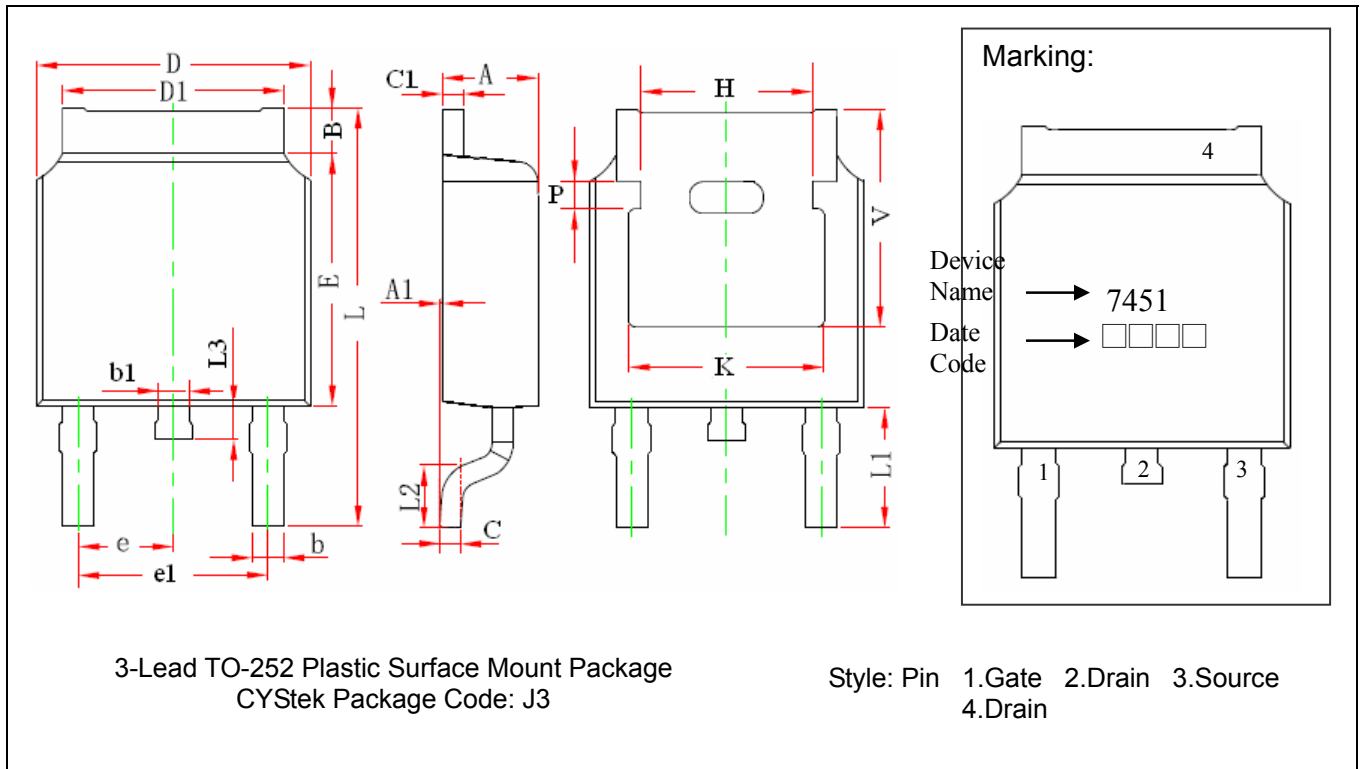 D
D1
B
E
L
L3
b1
e
e1
b
C1
A
A1
L2
C
H
P
V
K
L1
Marking:
4
Device
Name
7451
Date
Code
□□□□
1
2
3
3-Lead TO-252 Plastic Surface Mount Package
CYStek Package Code: J3
Style: Pin 1.Gate 2.Drain 3.Source
4.Drain